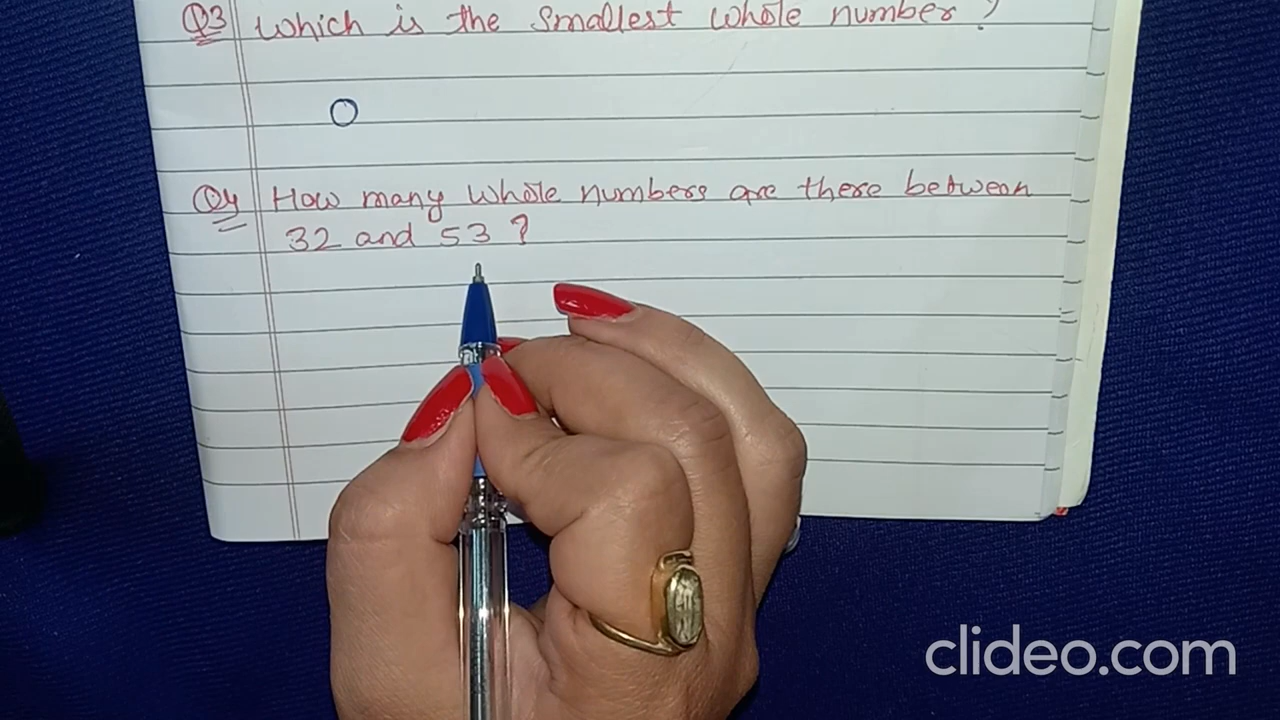 Q3 Which is the smallest whole number?
0
Q4 How many whole numbers are there between
32 and 53 ?
clideo.com